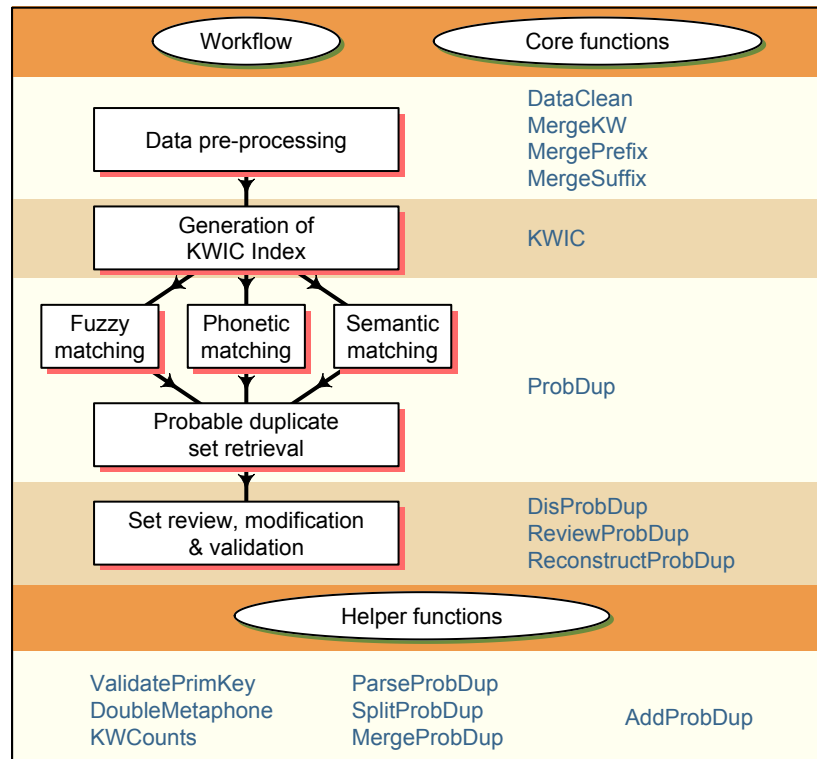 Workflow
Core functions
Data pre-processing
DataClean
MergeKW
MergePrefix
MergeSuffix
Generation of
KWIC Index
KWIC
Fuzzy
matching
Phonetic
matching
Semantic
matching
ProbDup
Probable duplicate
set retrieval
Set review, modification
& validation
DisProbDup
ReviewProbDup
ReconstructProbDup
Helper functions
ValidatePrimKey
DoubleMetaphone
KWCounts
ParseProbDup
SplitProbDup
MergeProbDup
AddProbDup